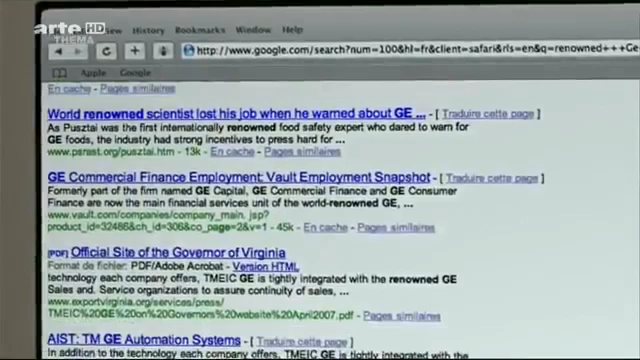 arte HD
THEMA
View History Bookmarks Window Help
http://www.google.com/search?num=100&hl=fr&client=safari&rls=en&q=renowned+++Ge
Apple Google
En cache - Pages similaires
World renowned scientist lost his job when he warned about GE ... - [ Traduire cette page ]
As Pusztai was the first internationally renowned food safety expert who dared to warn for
GE foods, the industry had strong incentives to press hard for ...
www.psrast.org/pusztai.htm - 13k - En cache - Pages similaires
GE Commercial Finance Employment: Vault Employment Snapshot - [ Traduire cette page ]
Formerly part of the firm named GE Capital, GE Commercial Finance and GE Consumer
Finance are now the main financial services unit of the world-renowned GE, ...
www.vault.com/companies/company_main. jsp?
product_id=32486&ch_id=306&co_page=2&v=1 - 45k - En cache - Pages similaires
[PDF] Official Site of the Governor of Virginia
Format de fichier: PDF/Adobe Acrobat - Version HTML
technology each company offers, TMEIC GE is tightly integrated with the renowned GE
Sales and. Service organizations to assure continuity of sales, ...
www.exportvirginia.org/services/press/
TMEIC%20GE%20on%20Governors%20website%20April2007.pdf - Pages similaires
AIST: TM GE Automation Systems - [ Traduire cette page ]
In addition to the technology each company offers, GE is tightly integrated with the